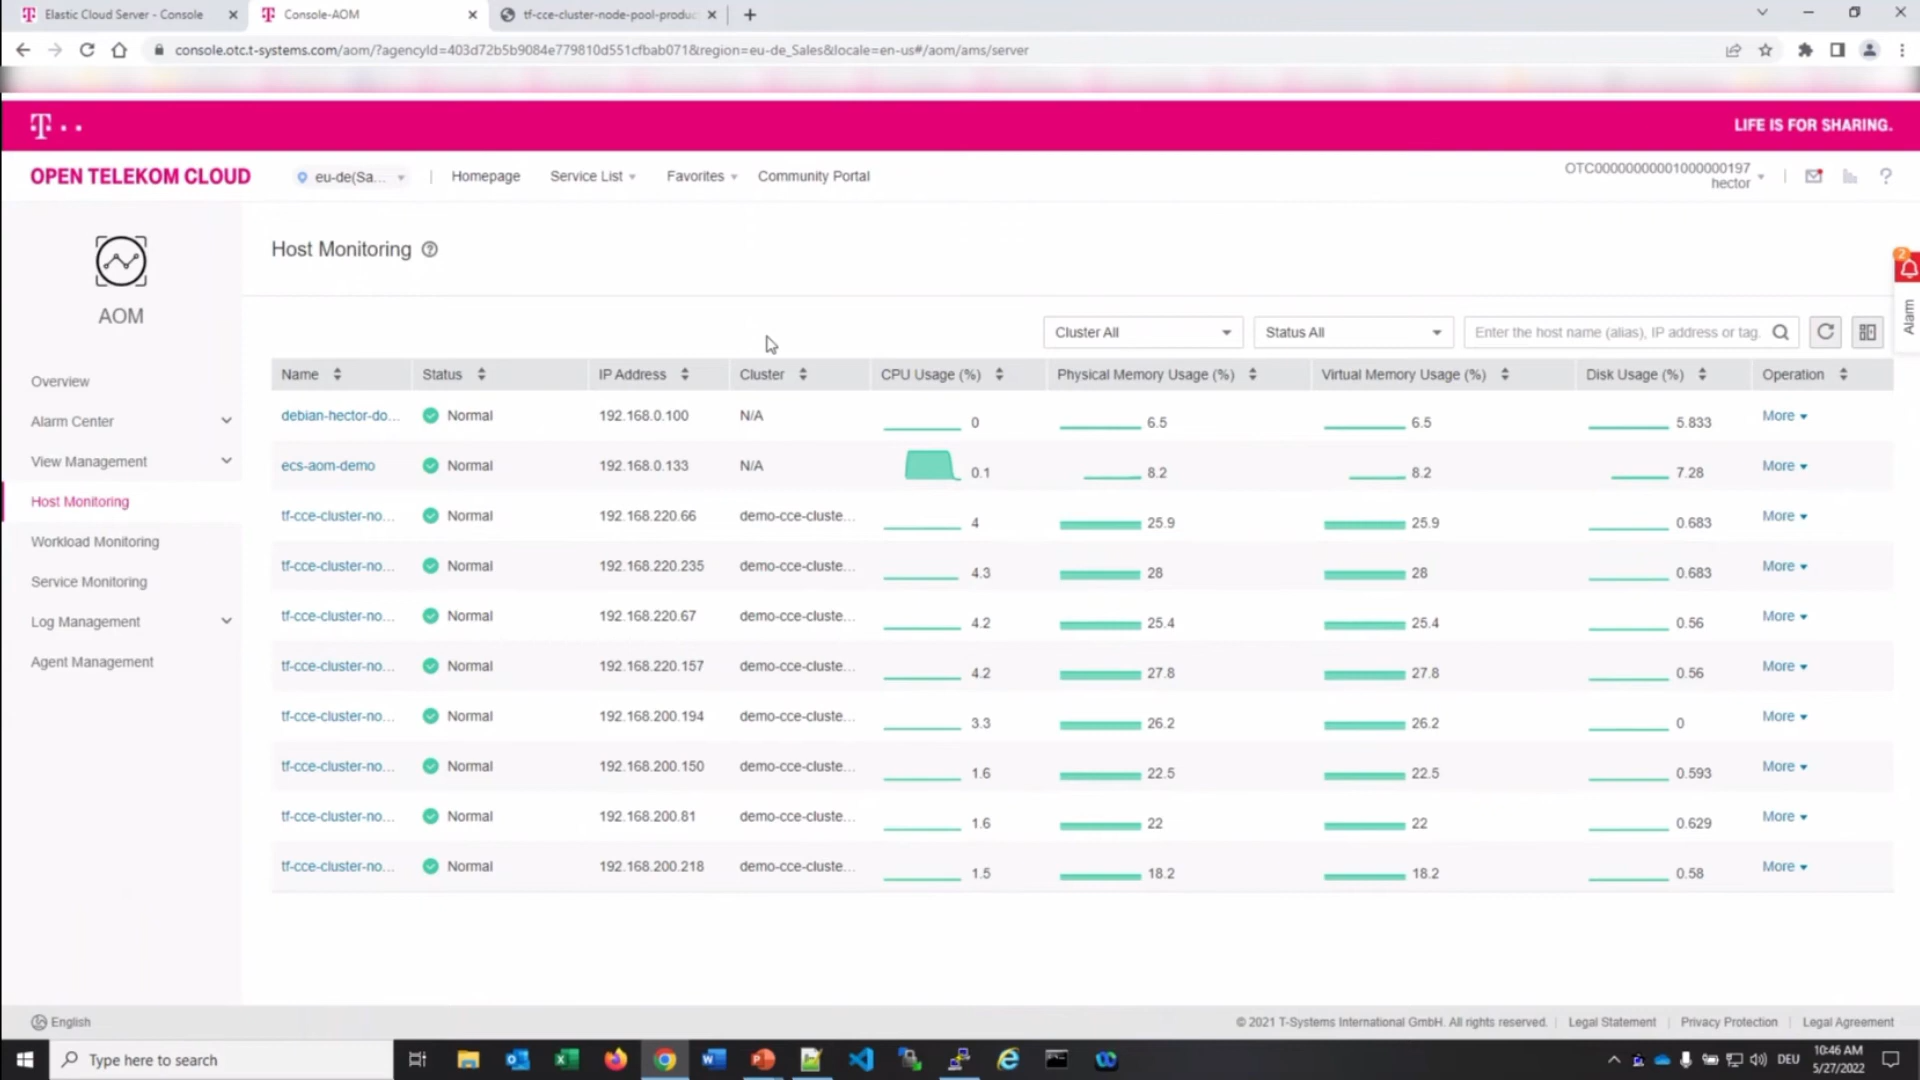 Elastic Cloud Server - Console
Console-AOM
tf-cce-cluster-node-pool-produc
console.otc.t-systems.com/aom/?agencyId=403d72b5b9084e779810d551cfbab071&region=eu-de_Sales&locale=en-us#/aom/ams/server
T
LIFE IS FOR SHARING.
OPEN TELEKOM CLOUD
eu-de(Sa...
Homepage
Service List
Favorites
Community Portal
OTC00000000001000000197
hector
AOM
Host Monitoring
2
Alarm
Overview
Alarm Center
View Management
Host Monitoring
Workload Monitoring
Service Monitoring
Log Management
Agent Management
Cluster All
Status All
Enter the host name (alias), IP address or tag.
Name Status IP Address Cluster CPU Usage (%) Physical Memory Usage (%) Virtual Memory Usage (%) Disk Usage (%) Operation
debian-hector-do... Normal 192.168.0.100 N/A 0 6.5 6.5 5.833 More
ecs-aom-demo Normal 192.168.0.133 N/A 0.1 8.2 8.2 7.28 More
tf-cce-cluster-no... Normal 192.168.220.66 demo-cce-cluste... 4 25.9 25.9 0.683 More
tf-cce-cluster-no... Normal 192.168.220.235 demo-cce-cluste... 4.3 28 28 0.683 More
tf-cce-cluster-no... Normal 192.168.220.67 demo-cce-cluste... 4.2 25.4 25.4 0.56 More
tf-cce-cluster-no... Normal 192.168.220.157 demo-cce-cluste... 4.2 27.8 27.8 0.56 More
tf-cce-cluster-no... Normal 192.168.200.194 demo-cce-cluste... 3.3 26.2 26.2 0 More
tf-cce-cluster-no... Normal 192.168.200.150 demo-cce-cluste... 1.6 22.5 22.5 0.593 More
tf-cce-cluster-no... Normal 192.168.200.81 demo-cce-cluste... 1.6 22 22 0.629 More
tf-cce-cluster-no... Normal 192.168.200.218 demo-cce-cluste... 1.5 18.2 18.2 0.58 More
English
© 2021 T-Systems International GmbH. All rights reserved.
Legal Statement
Privacy Protection
Legal Agreement
Type here to search
DEU
10:46 AM
5/27/2022